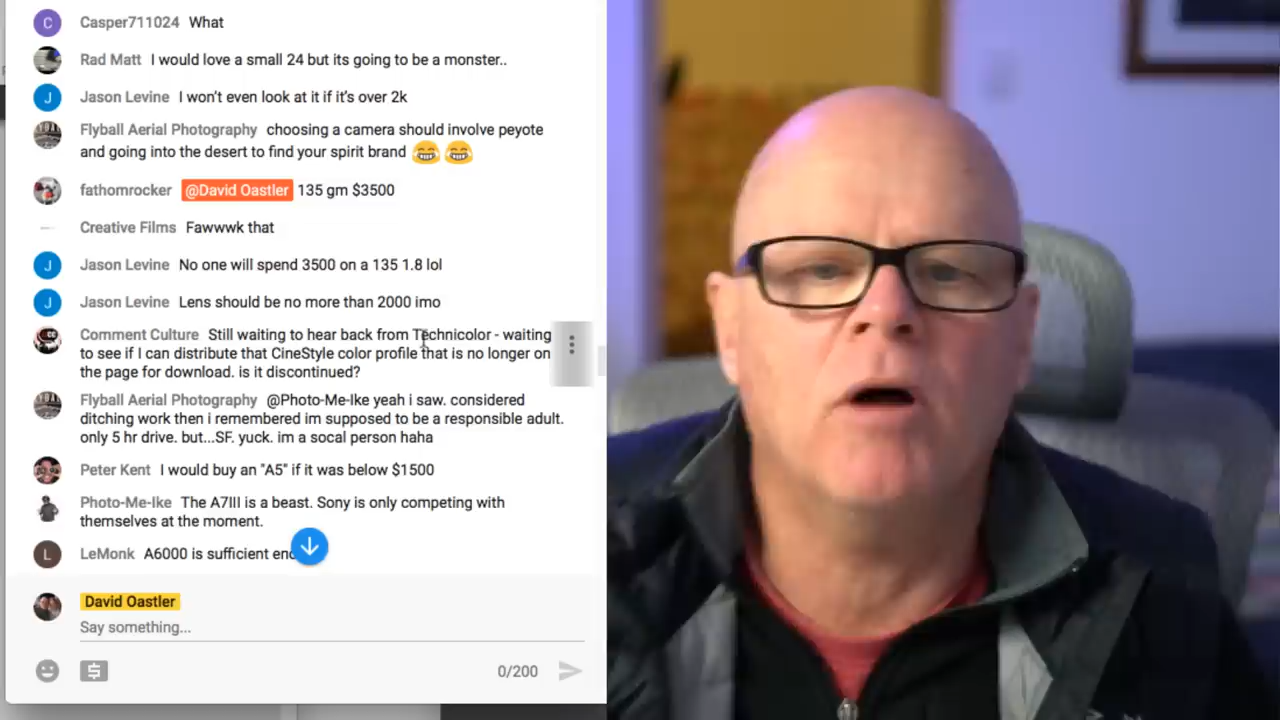 Casper711024 What
Rad Matt I would love a small 24 but its going to be a monster..
Jason Levine I won't even look at it if it's over 2k
Flyball Aerial Photography choosing a camera should involve peyote
and going into the desert to find your spirit brand 😂 😂
fathomrocker @David Oastler 135 gm $3500
Creative Films Fawwwk that
Jason Levine No one will spend 3500 on a 135 1.8 lol
Jason Levine Lens should be no more than 2000 imo
Comment Culture Still waiting to hear back from Technicolor - waiting
to see if I can distribute that CineStyle color profile that is no longer on
the page for download. is it discontinued?
Flyball Aerial Photography @Photo-Me-Ike yeah i saw. considered
ditching work then i remembered im supposed to be a responsible adult.
only 5 hr drive. but...SF. yuck. im a socal person haha
Peter Kent I would buy an "A5" if it was below $1500
Photo-Me-Ike The A7III is a beast. Sony is only competing with
themselves at the moment.
LeMonk A6000 is sufficient
David Oastler
Say something...
0/200